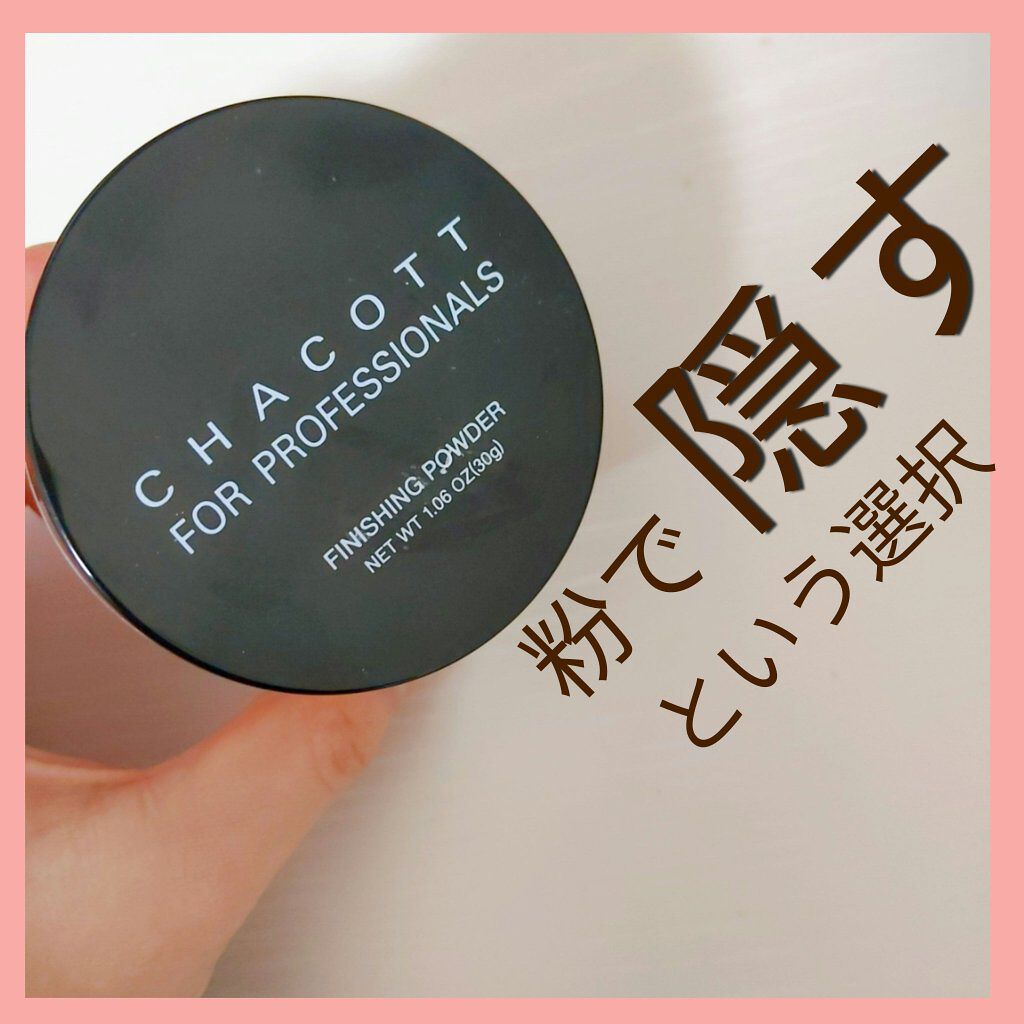 CHACOTT
FOR PROFESSIONALS
FINISHING POWDER
NET WT 1.06 OZ(30g)
粉で隠す
という選択